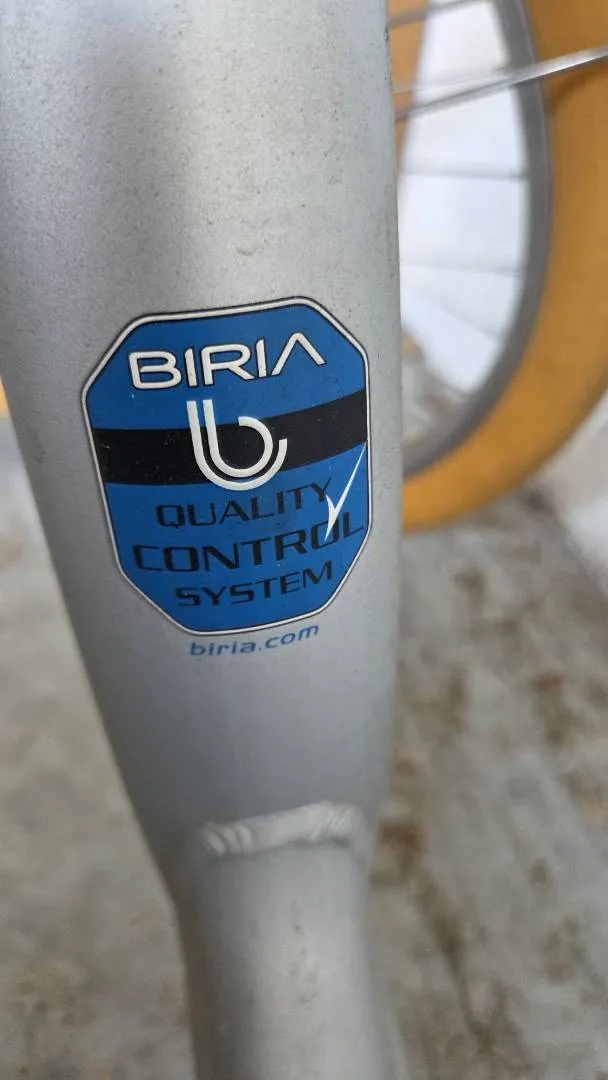 BIRIA
b
QUALITY
CONTROL
SYSTEM
biria.com